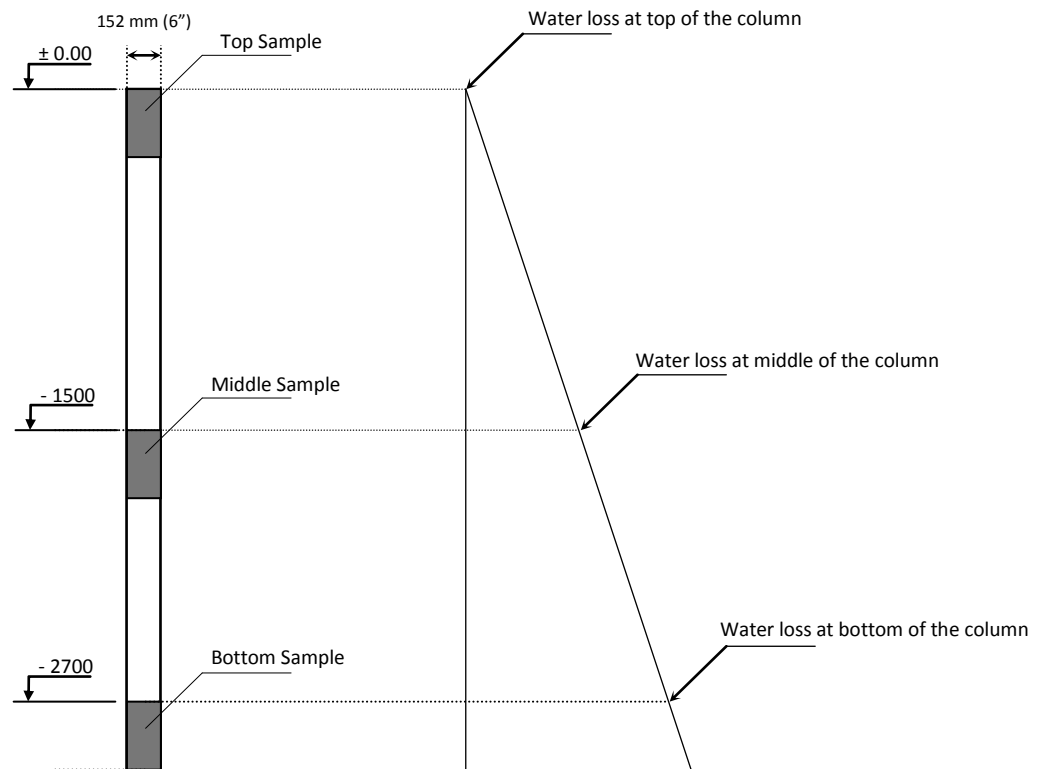 152 mm (6”)
Water loss at top of the column
Top Sample
± 0.00
Water loss at middle of the column
Middle Sample
- 1500
Water loss at bottom of the column
Bottom Sample
- 2700